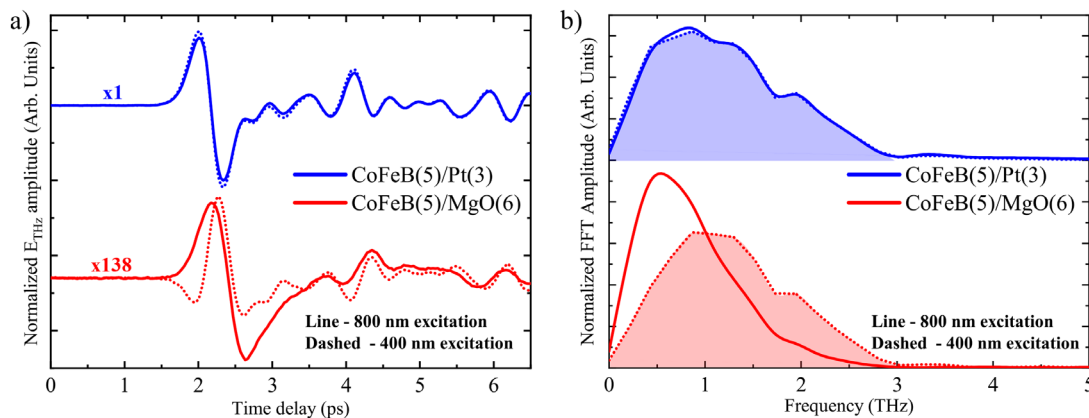 a)
Normalized E_THz amplitude (Arb. Units)
x1
CoFeB(5)/Pt(3)
CoFeB(5)/MgO(6)
x138
Line - 800 nm excitation
Dashed - 400 nm excitation
0 1 2 3 4 5 6
Time delay (ps)
b)
Normalized FFT Amplitude (Arb. Units)
CoFeB(5)/Pt(3)
CoFeB(5)/MgO(6)
Line - 800 nm excitation
Dashed - 400 nm excitation
0 1 2 3 4 5
Frequency (THz)